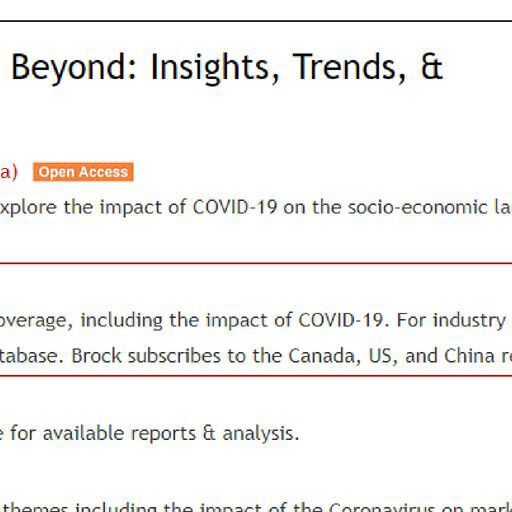 Beyond: Insights, Trends, &
a) Open Access
xplore the impact of COVID-19 on the socio-economic la
overage, including the impact of COVID-19. For industry
tabase. Brock subscribes to the Canada, US, and China re
e for available reports & analysis.
themes including the impact of the Coronavirus on mark